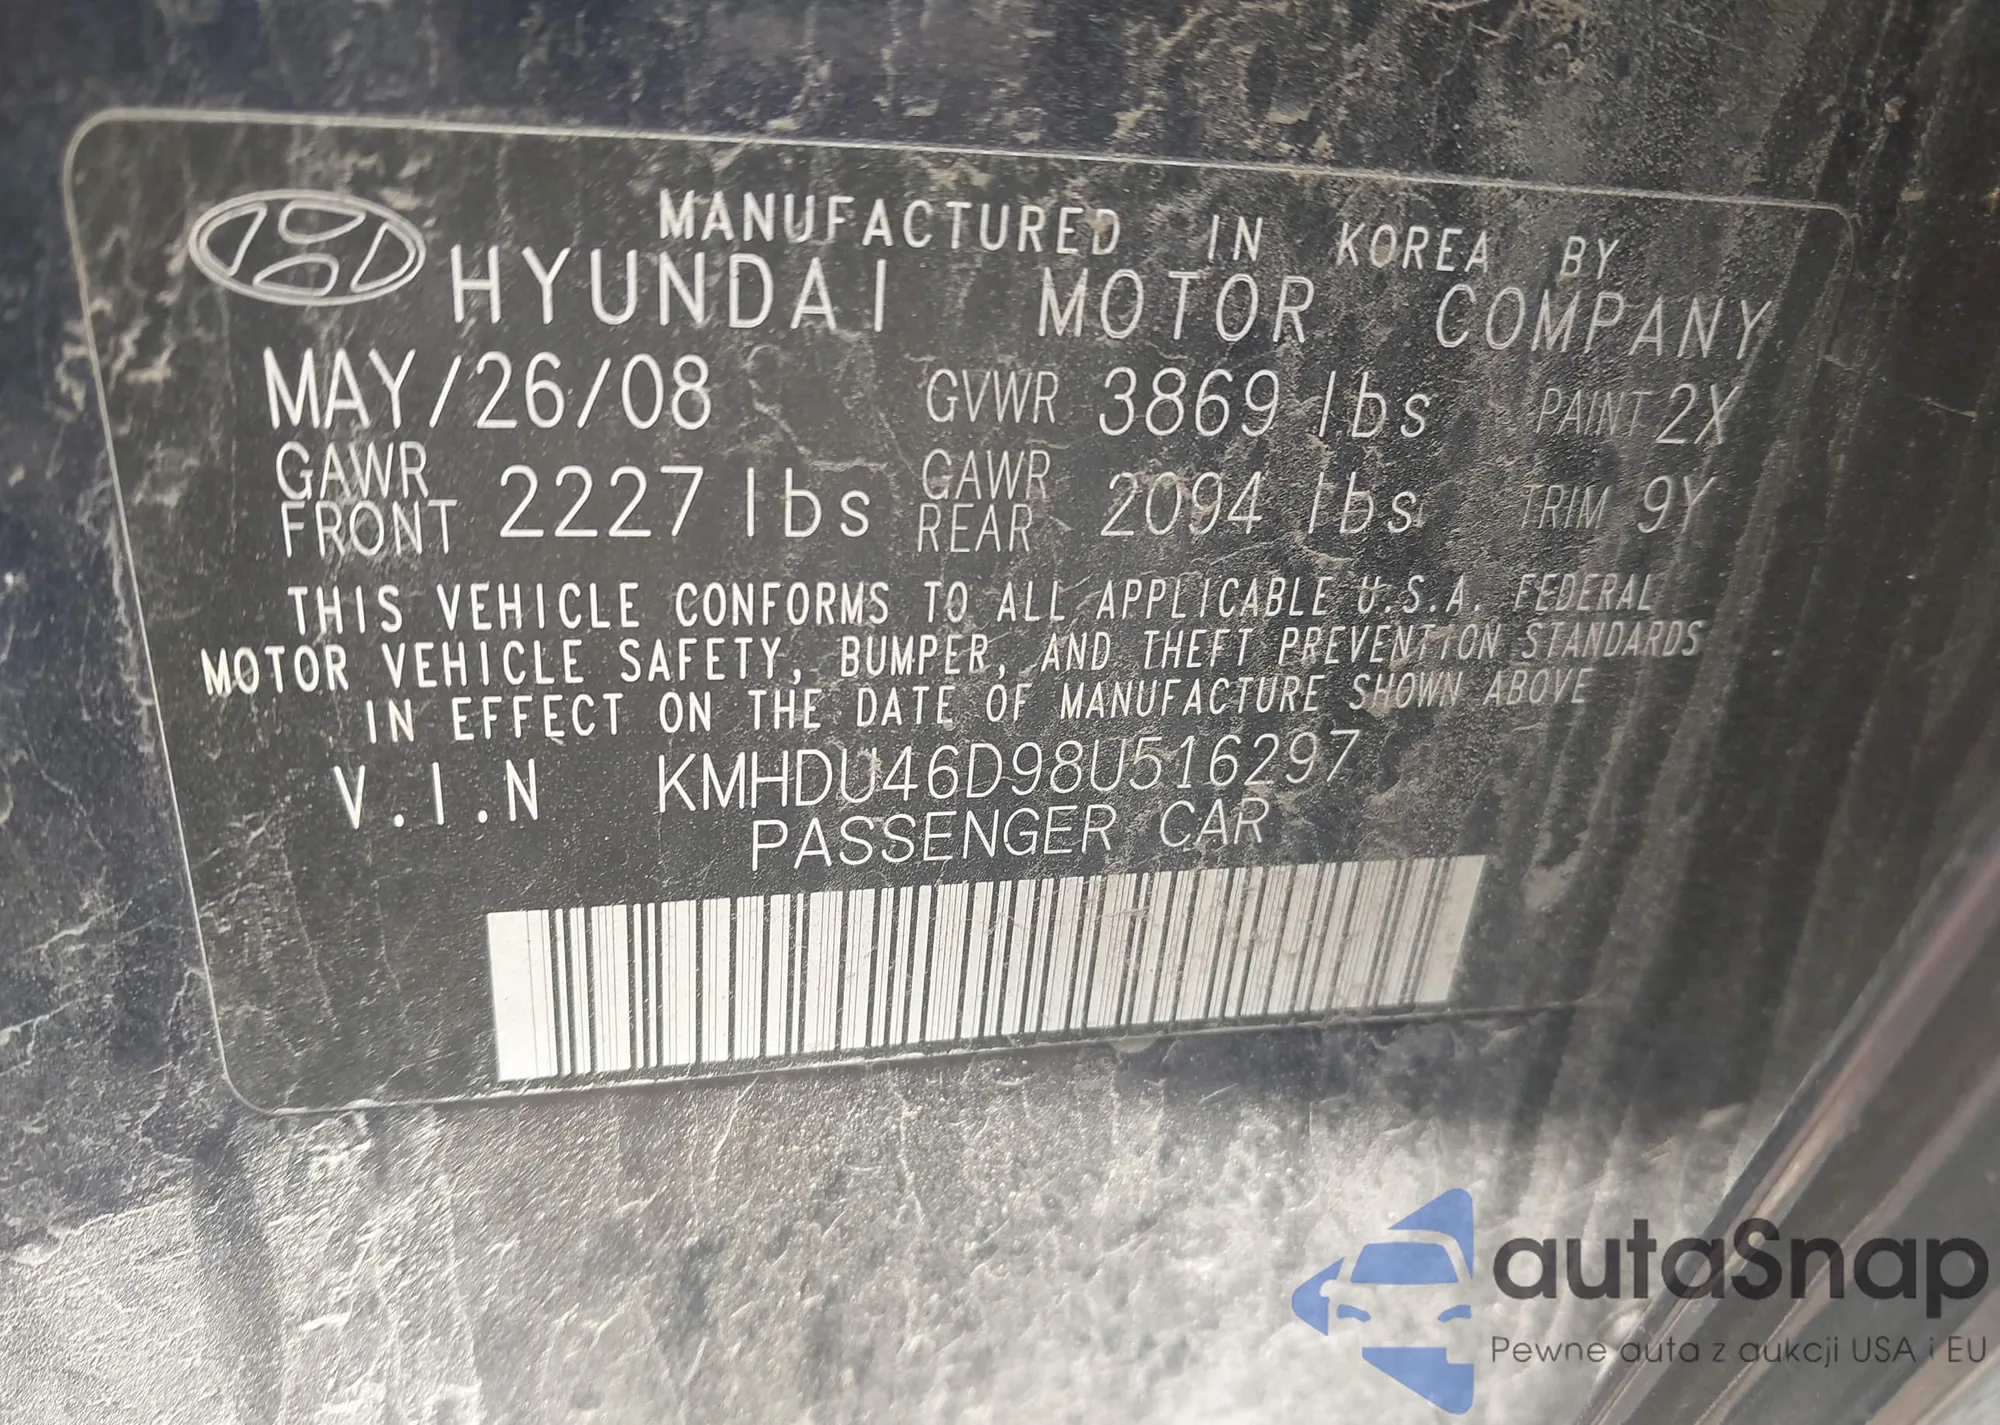 MANUFACTURED IN KOREA BY
HYUNDAI MOTOR COMPANY
MAY/26/08 GVWR 3869 lbs PAINT 2X
GAWR FRONT 2227 lbs GAWR REAR 2094 lbs TRIM 9Y
THIS VEHICLE CONFORMS TO ALL APPLICABLE U.S.A. FEDERAL
MOTOR VEHICLE SAFETY, BUMPER, AND THEFT PREVENTION STANDARDS
IN EFFECT ON THE DATE OF MANUFACTURE SHOWN ABOVE
V.I.N KMHDU46D98U516297
PASSENGER CAR
autaSnap
Pewne auta z aukcji USA i EU